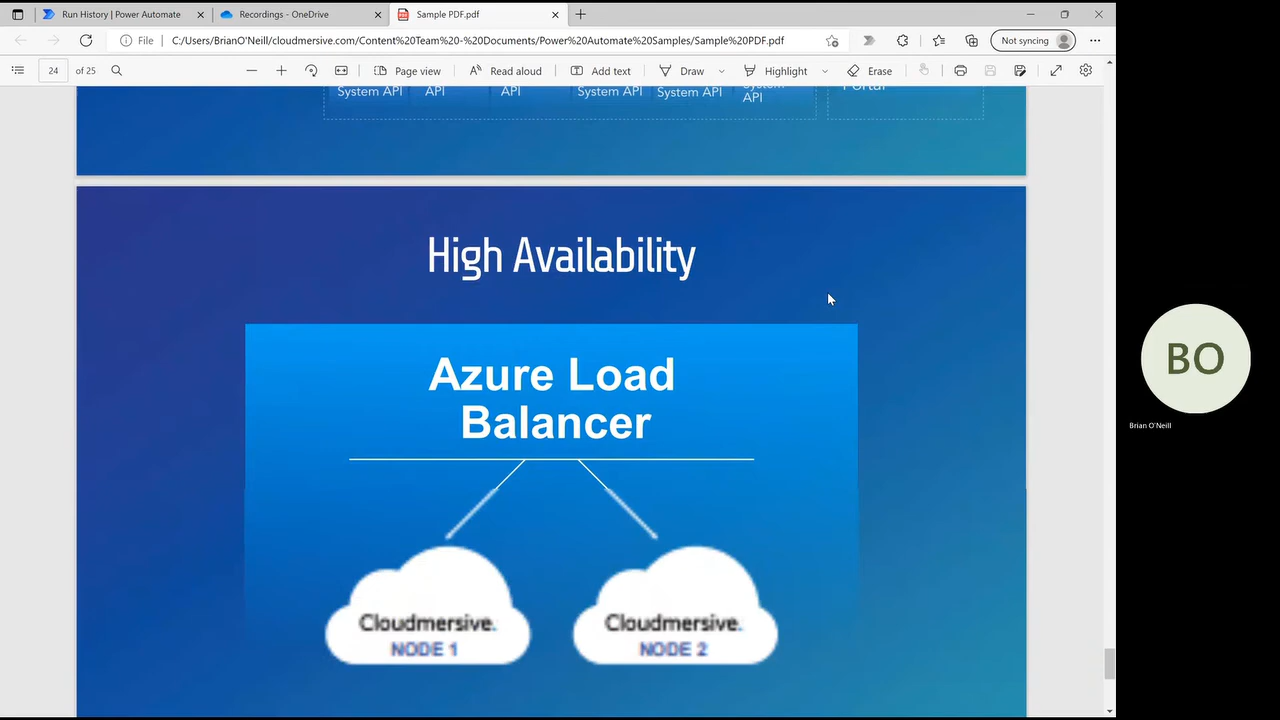 Run History | Power Automate
Recordings - OneDrive
Sample PDF.pdf
File
C:/Users/BrianO'Neill/cloudmersive.com/Content%20Team%20-%20Documents/Power%20Automate%20Samples/Sample%20PDF.pdf
Not syncing
24
of 25
Page view
Read aloud
Add text
Draw
Highlight
Erase
System API
API
API
System API
System API
System
API
Portal
High Availability
Azure Load
Balancer
Cloudmersive.
NODE 1
Cloudmersive.
NODE 2
BO
Brian O'Neill